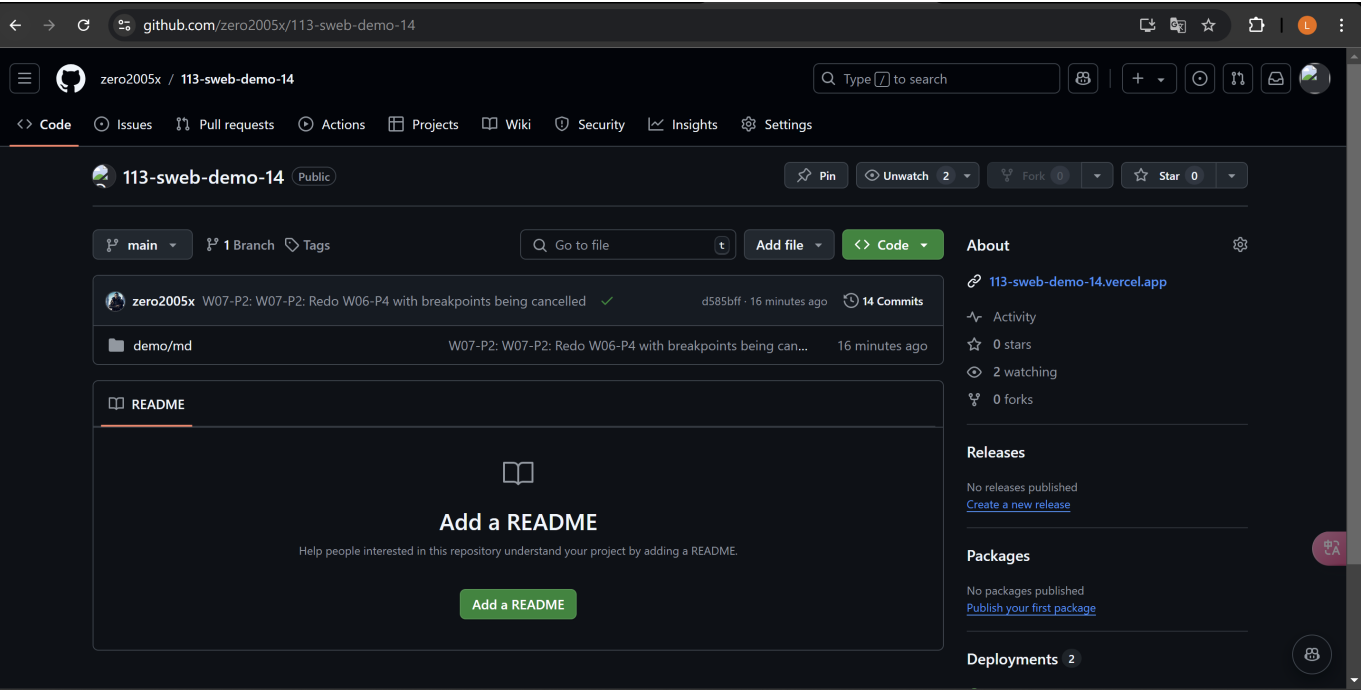 github.com/zero2005x/113-sweb-demo-14
L
zero2005x / 113-sweb-demo-14
Type / to search
Code Issues Pull requests Actions Projects Wiki Security Insights Settings
113-sweb-demo-14 Public
Pin Unwatch 2 Fork 0 Star 0
main 1 Branch Tags Go to file t Add file Code
About
113-sweb-demo-14.vercel.app
zero2005x W07-P2: W07-P2: Redo W06-P4 with breakpoints being cancelled d585bff · 16 minutes ago 14 Commits
Activity
demo/md W07-P2: W07-P2: Redo W06-P4 with breakpoints being can... 16 minutes ago
0 stars
2 watching
0 forks
README
Releases
No releases published
Create a new release
Add a README
Help people interested in this repository understand your project by adding a README.
Add a README
Packages
No packages published
Publish your first package
Deployments 2
中A